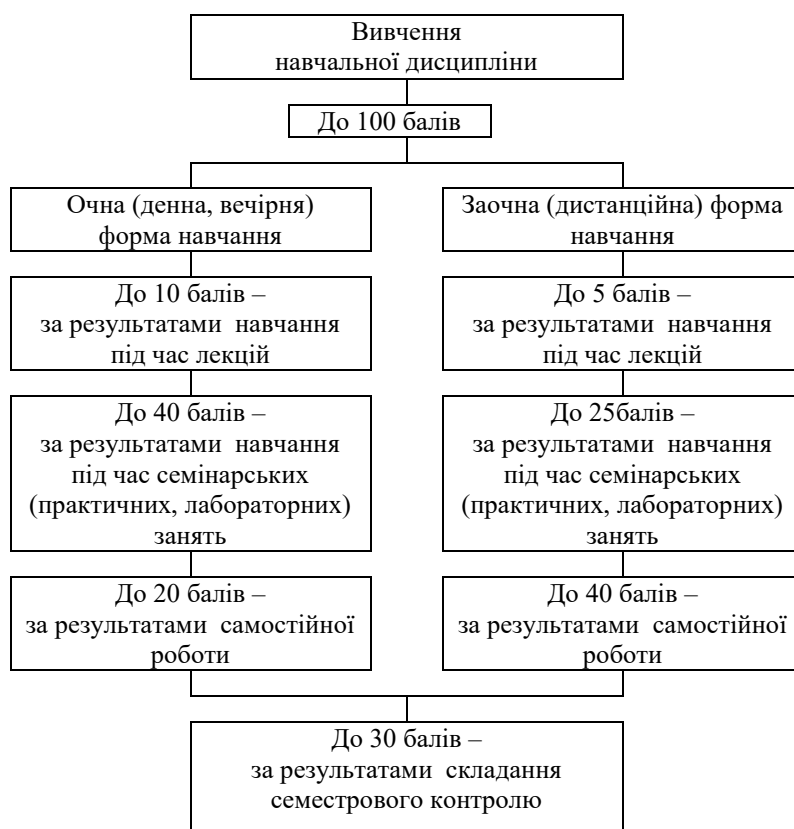 Вивчення
навчальної дисципліни
До 100 балів
Очна (денна, вечірня)
форма навчання
До 10 балів –
за результатами навчання
під час лекцій
До 40 балів –
за результатами навчання
під час семінарських
(практичних, лабораторних)
занять
До 20 балів –
за результатами самостійної
роботи
Заочна (дистанційна) форма
навчання
До 5 балів –
за результатами навчання
під час лекцій
До 25балів –
за результатами навчання
під час семінарських
(практичних, лабораторних)
занять
До 40 балів –
за результатами самостійної
роботи
До 30 балів –
за результатами складання
семестрового контролю